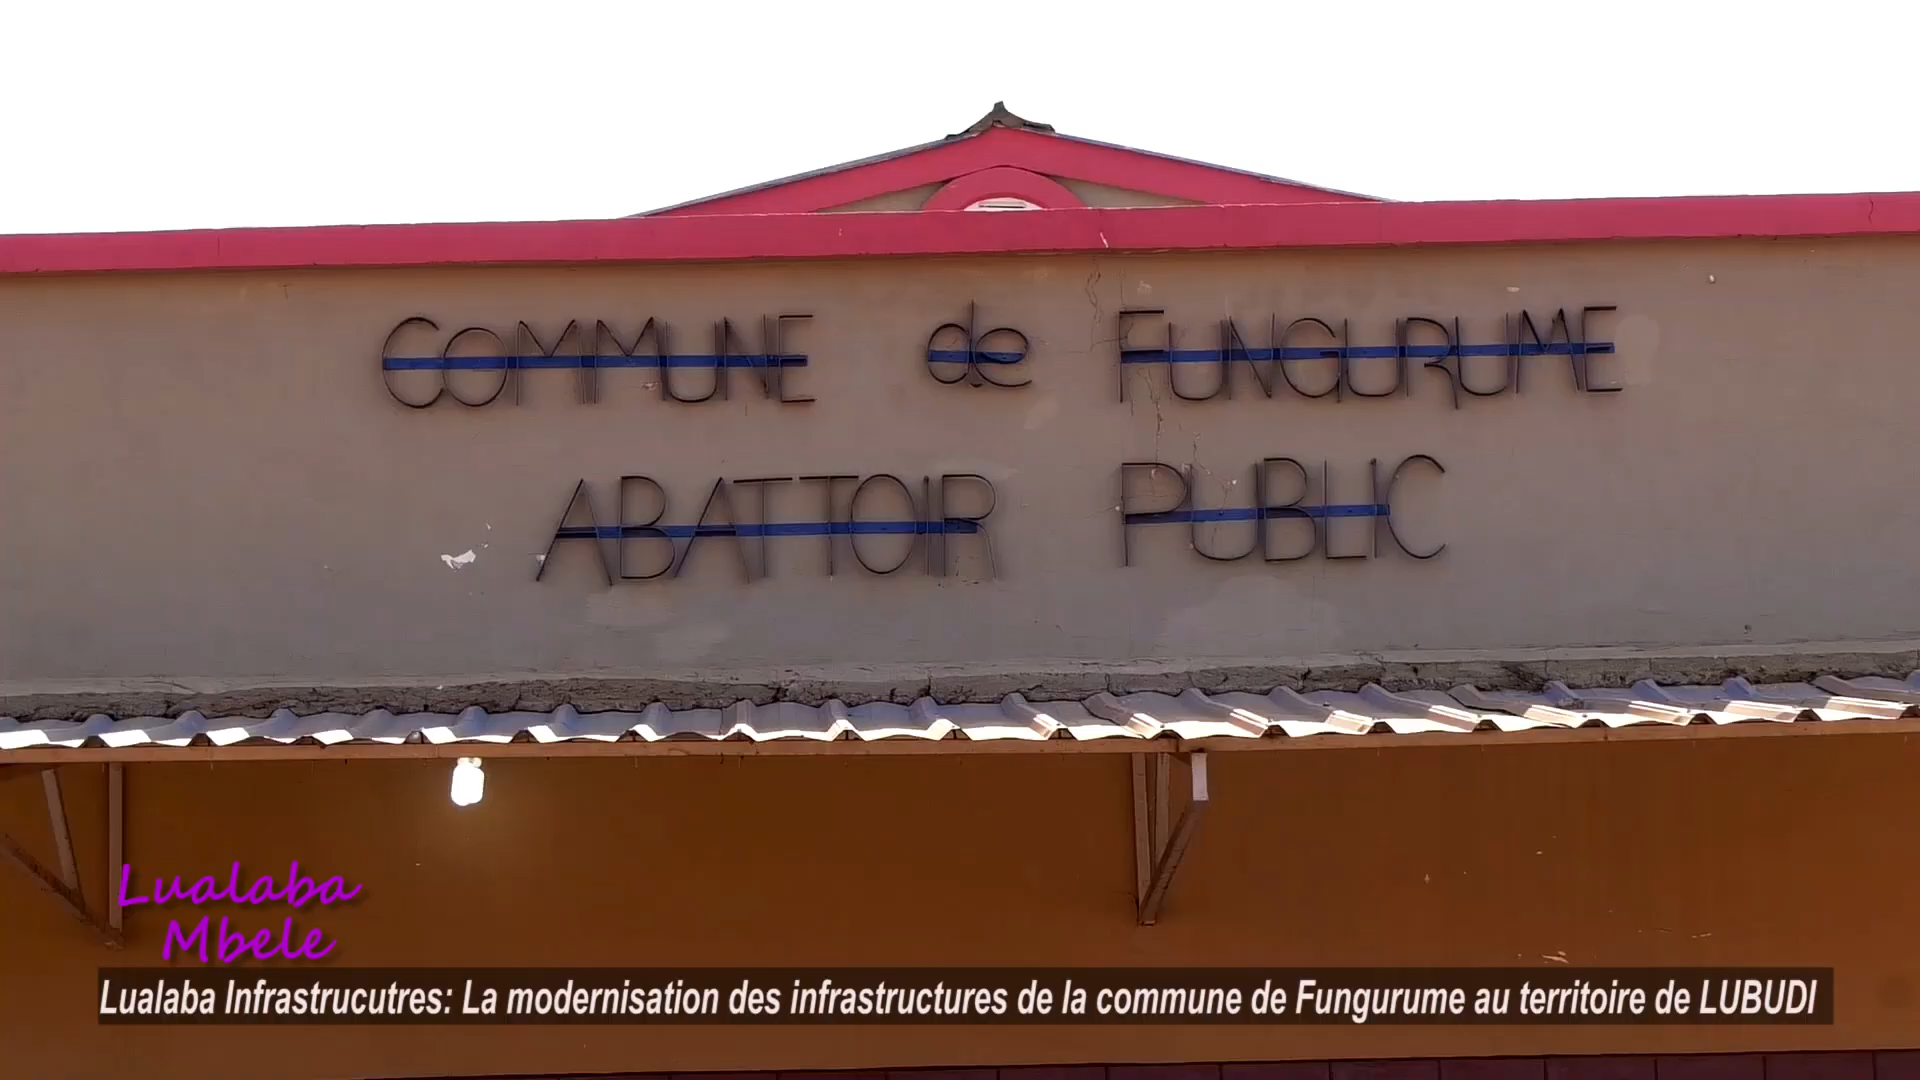 COMMUNE de FUNGURUME
ABATTOIR PUBLIC
Lualaba
Mbele
Lualaba Infrastrucutres: La modernisation des infrastructures de la commune de Fungurume au territoire de LUBUDI